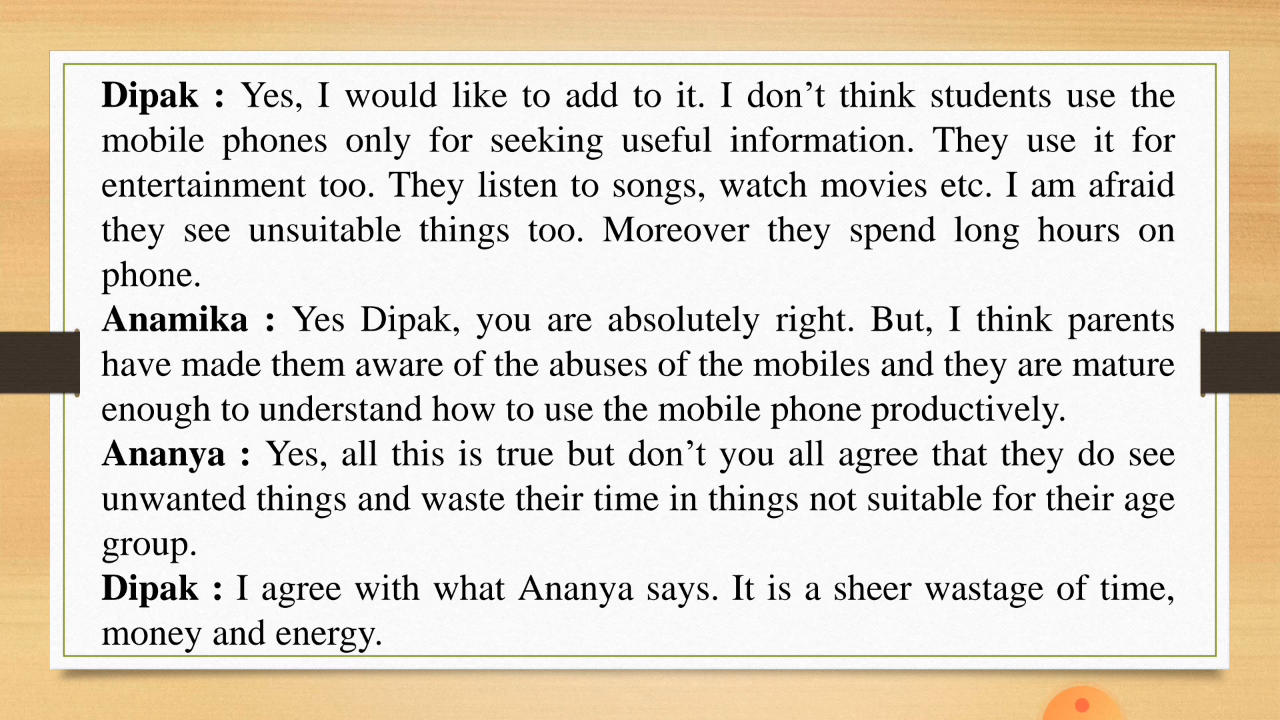 Dipak : Yes, I would like to add to it. I don’t think students use the
mobile phones only for seeking useful information. They use it for
entertainment too. They listen to songs, watch movies etc. I am afraid
they see unsuitable things too. Moreover they spend long hours on
phone.
Anamika : Yes Dipak, you are absolutely right. But, I think parents
have made them aware of the abuses of the mobiles and they are mature
enough to understand how to use the mobile phone productively.
Ananya : Yes, all this is true but don’t you all agree that they do see
unwanted things and waste their time in things not suitable for their age
group.
Dipak : I agree with what Ananya says. It is a sheer wastage of time,
money and energy.